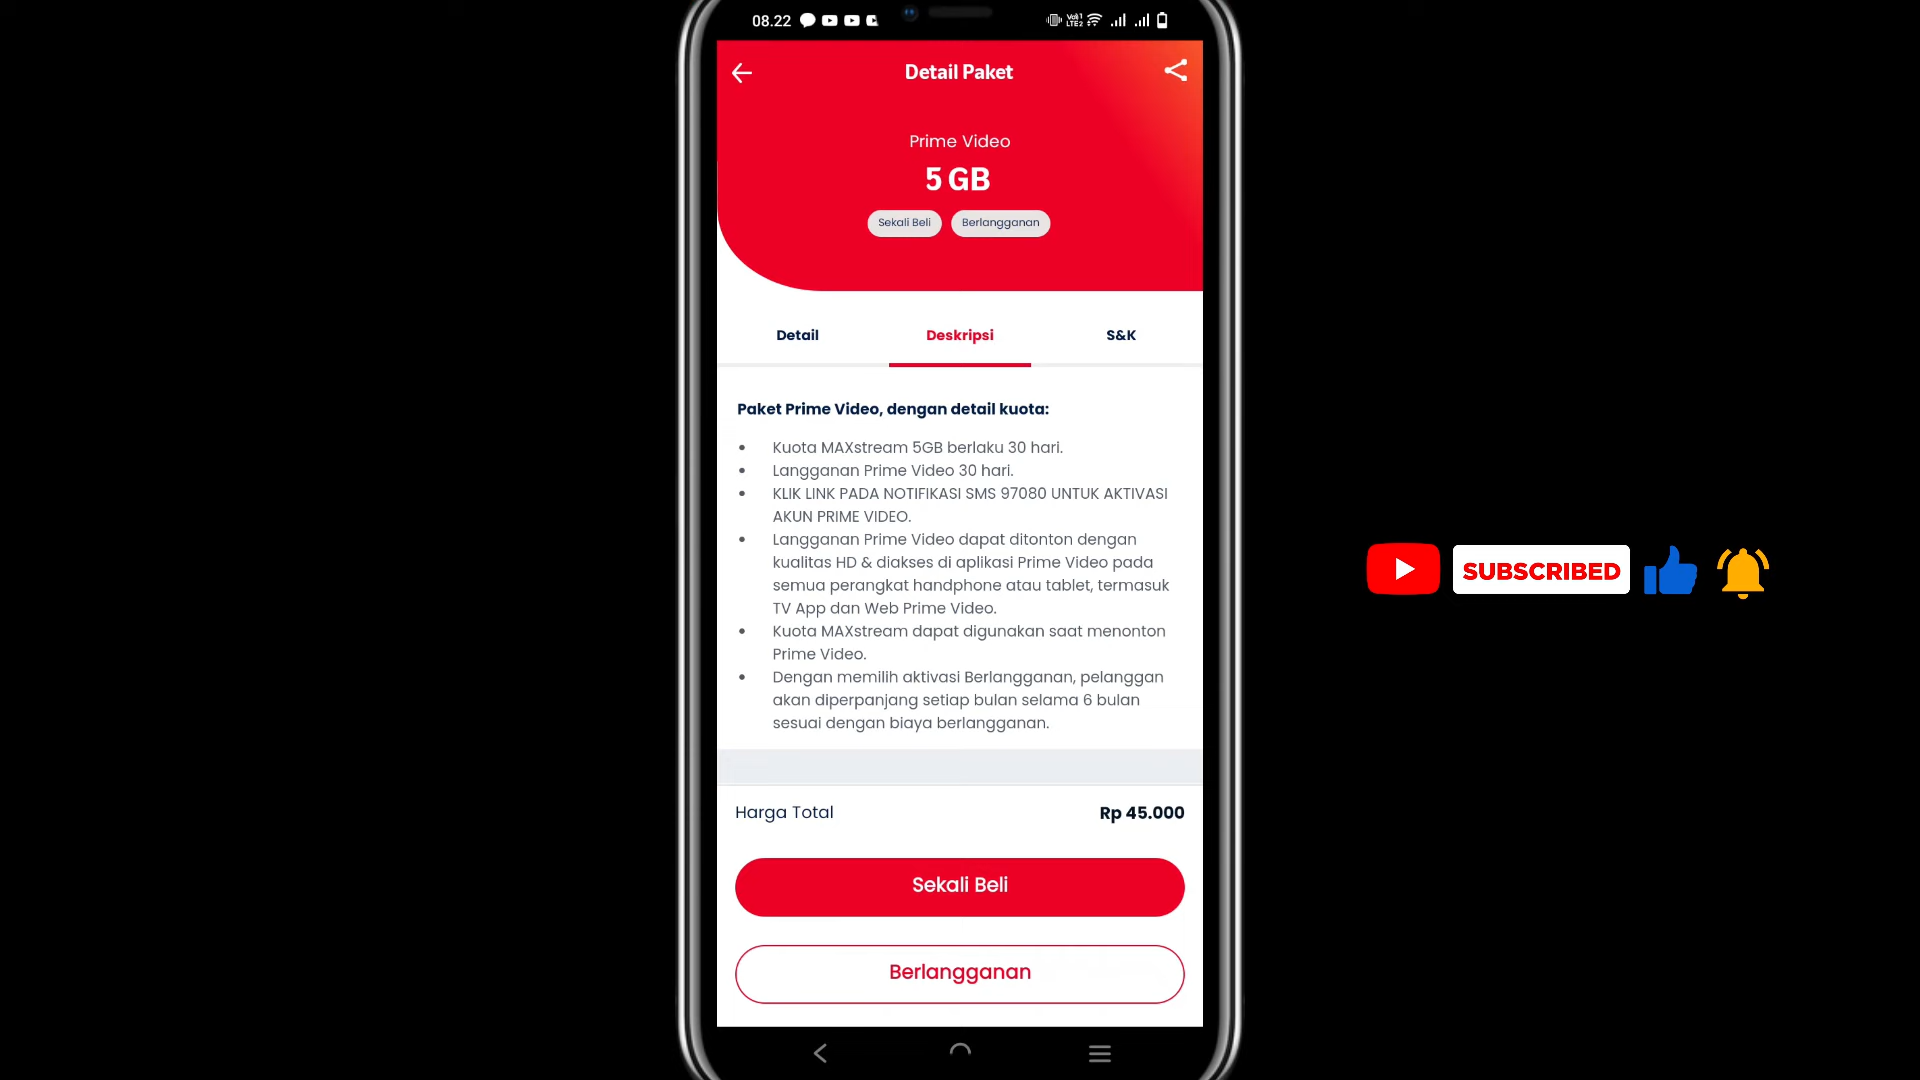 08.22
Detail Paket
Prime Video
5 GB
Sekali Beli Berlangganan
Detail Deskripsi S&K
Paket Prime Video, dengan detail kuota:
• Kuota MAXstream 5GB berlaku 30 hari.
• Langganan Prime Video 30 hari.
• KLIK LINK PADA NOTIFIKASI SMS 97080 UNTUK AKTIVASI
AKUN PRIME VIDEO.
• Langganan Prime Video dapat ditonton dengan
kualitas HD & diakses di aplikasi Prime Video pada
semua perangkat handphone atau tablet, termasuk
TV App dan Web Prime Video.
• Kuota MAXstream dapat digunakan saat menonton
Prime Video.
• Dengan memilih aktivasi Berlangganan, pelanggan
akan diperpanjang setiap bulan selama 6 bulan
sesuai dengan biaya berlangganan.
Harga Total Rp 45.000
Sekali Beli
Berlangganan
SUBSCRIBED